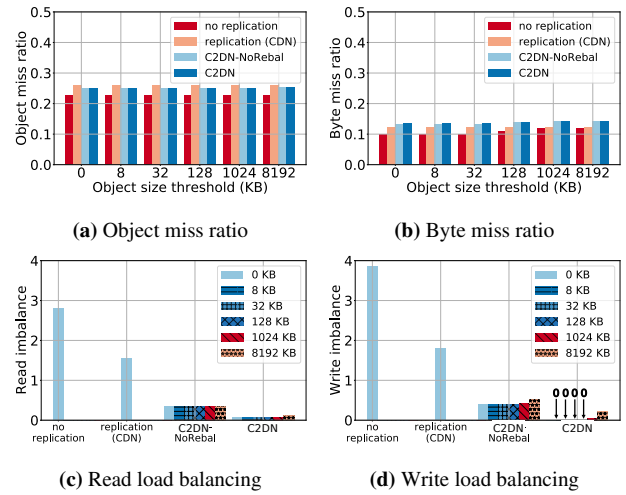 no replication
replication (CDN)
C2DN-NoRebal
C2DN
0.5
0.4
0.3
0.2
0.1
0.0
Object miss ratio
0 8 32 128 1024 8192
Object size threshold (KB)
(a) Object miss ratio
no replication
replication (CDN)
C2DN-NoRebal
C2DN
0.5
0.4
0.3
0.2
0.1
0.0
Byte miss ratio
0 8 32 128 1024 8192
Object size threshold (KB)
(b) Byte miss ratio
0 KB
8 KB
32 KB
128 KB
1024 KB
8192 KB
4
3
2
1
0
Read imbalance
no
replication
replication
(CDN)
C2DN-
NoRebal
C2DN
(c) Read load balancing
0 KB
8 KB
32 KB
128 KB
1024 KB
8192 KB
4
3
2
1
0
Write imbalance
0 0 0 0
no
replication
replication
(CDN)
C2DN-
NoRebal
C2DN
(d) Write load balancing